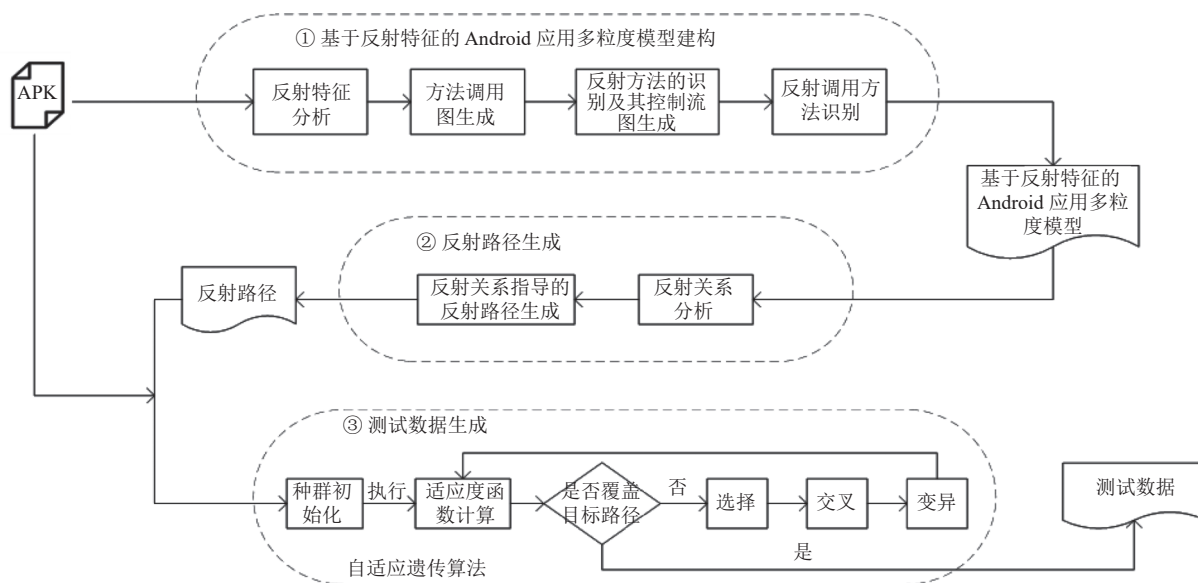 ① 基于反射特征的 Android 应用多粒度模型建构
APK
反射特征
分析
方法调用
图生成
反射方法的识
别及其控制流
图生成
反射调用方
法识别
基于反射特征的
Android 应用多粒
度模型
② 反射路径生成
反射路径
反射关系指导的
反射路径生成
反射关系
分析
③ 测试数据生成
种群初
始化
执行
适应度函
数计算
是否覆盖
目标路径
否
选择
交叉
变异
测试数据
是
自适应遗传算法